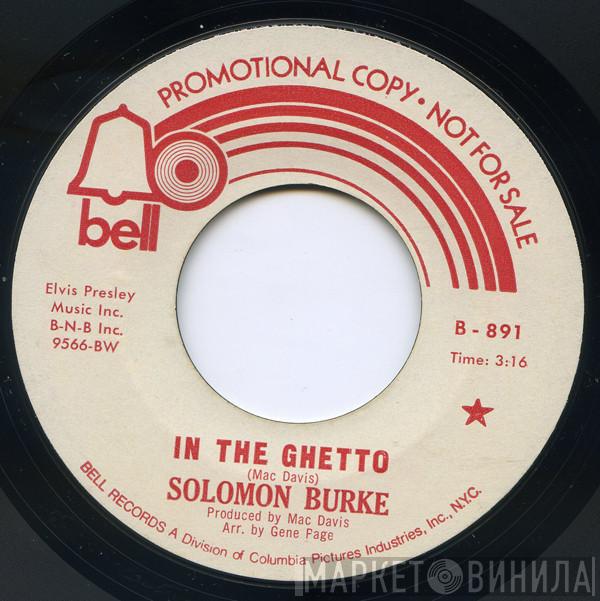 PROMOTIONAL COPY • NOT FOR SALE
bell
Elvis Presley
Music Inc.
B-N-B Inc.
9566-BW
B - 891
Time: 3:16
IN THE GHETTO
(Mac Davis)
SOLOMON BURKE
Produced by Mac Davis
Arr. by Gene Page
BELL RECORDS A Division of Columbia Pictures Industries, Inc., N.Y.C.
МАРКЕТ ВИНИЛА